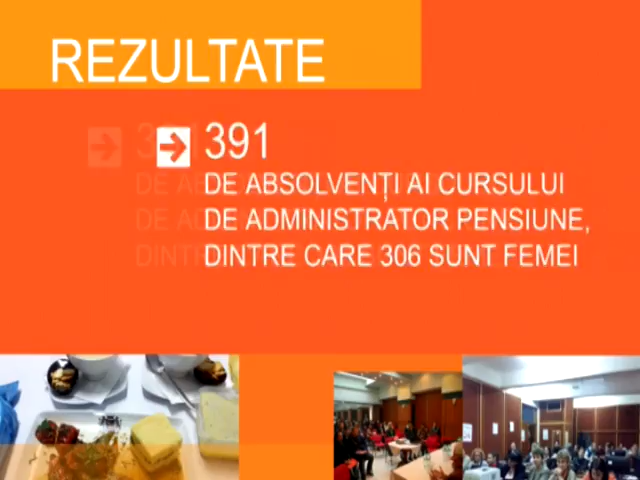 REZULTATE
391
DE ABSOLVENȚI AI CURSULUI
DE ADMINISTRATOR PENSIUNE,
DINTRE CARE 306 SUNT FEMEI